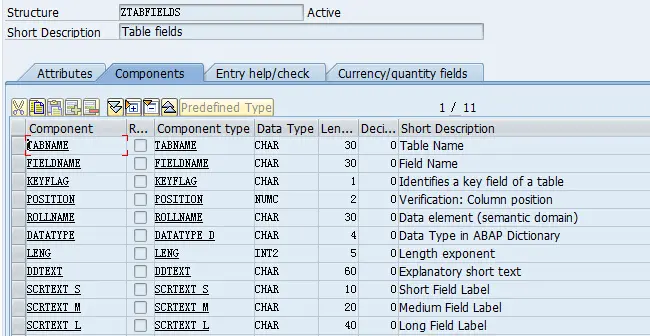 Structure ZTABFIELDS Active
Short Description Table fields
Attributes Components Entry help/check Currency/quantity fields
Predefined Type 1 / 11
Component R... Component type Data Type Len... Deci... Short Description
TABNAME TABNAME CHAR 30 0 Table Name
FIELDNAME FIELDNAME CHAR 30 0 Field Name
KEYFLAG KEYFLAG CHAR 1 0 Identifies a key field of a table
POSITION POSITION NUMC 2 0 Verification: Column position
ROLLNAME ROLLNAME CHAR 30 0 Data element (semantic domain)
DATATYPE DATATYPE_D CHAR 4 0 Data Type in ABAP Dictionary
LENG LENG INT2 5 0 Length exponent
DDTEXT DDTEXT CHAR 60 0 Explanatory short text
SCRTEXT_S SCRTEXT_S CHAR 10 0 Short Field Label
SCRTEXT_M SCRTEXT_M CHAR 20 0 Medium Field Label
SCRTEXT_L SCRTEXT_L CHAR 40 0 Long Field Label